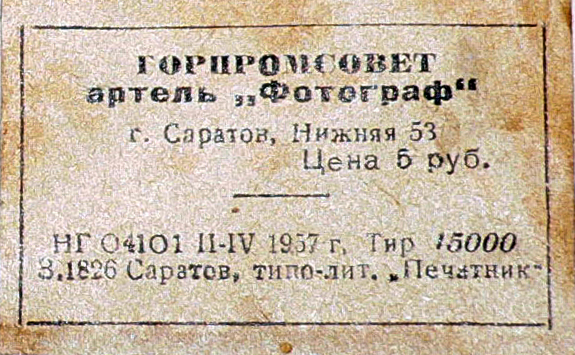 ГОРПРОМСОВЕТ
артель „Фотограф“
г. Саратов, Нижняя 53
Цена 5 руб.
НГ 04101 II-IV 1957 г. Тир 15000
З.1826 Саратов, типо-лит. „Печатник“